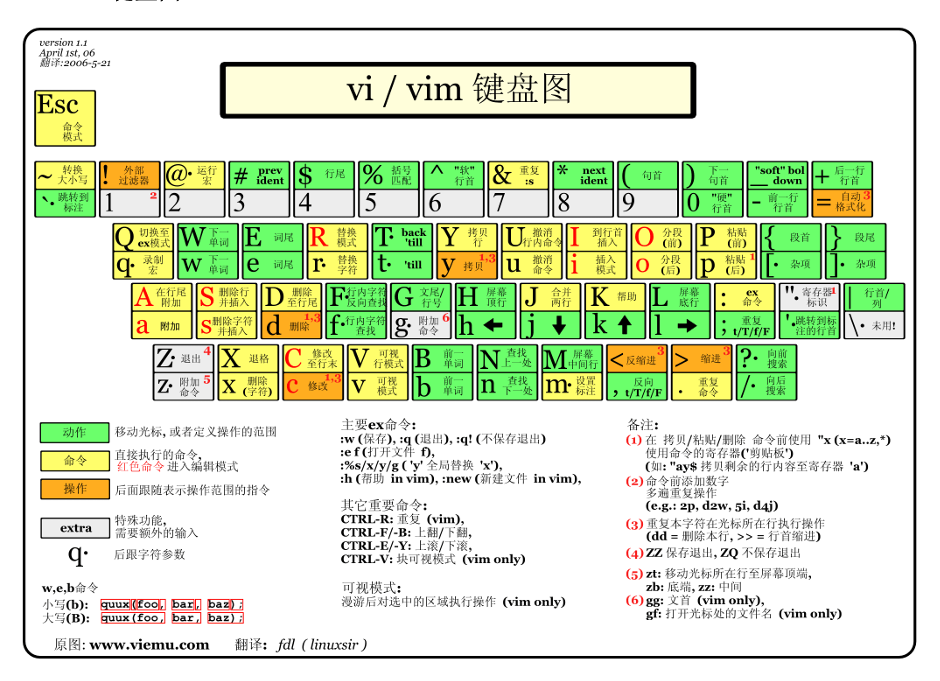 version 1.1
April 1st, 06
翻译:2006-5-21
vi / vim 键盘图
Esc
命令
模式
~ 转换
大小写
! 外部
过滤器
@· 运行
宏
# prev
ident
$ 行尾
% 括号
匹配
^ "软"
行首
& 重复
:s
* next
ident
( 句首
) 下一
句首
"soft" bol
_ down
+ 后一行
行首
`· 跳转到
标注
1 2
2
3
4
5
6
7
8
9
0 "硬"
行首
- 前一行
行首
= 自动3
格式化
Q 切换至
ex模式
W 下一
单词
E 词尾
R 替换
模式
T· back
'till
Y 拷贝
行
U 撤消
行内命令
I 到行首
插入
O 分段
(前)
P 粘贴
(前)
{ 段首
} 段尾
q· 录制
宏
w 下一
单词
e 词尾
r· 替换
字符
t· 'till
y 拷贝1,3
u 撤消
命令
i 插入
模式
o 分段
(后)
p 粘贴1
(后)
[· 杂项
]· 杂项
A 在行尾
附加
S 删除行
并插入
D 删除
至行尾
F· 行内字符
反向查找
G 文尾/
行号
H 屏幕
顶行
J 合并
两行
K 帮助
L 屏幕
底行
: ex
命令
"· 寄存器1
标识
| 行首/
列
a 附加
s 删除字符
并插入
d 删除1,3
f· 行内字符
查找
g· 附加6
命令
h ←
j ↓
k ↑
l →
; 重复
t/T/f/F
'· 跳转到标
注的行首
\· 未用!
Z· 退出4
X 退格
C 修改
至行末
V 可视
行模式
B 前一
单词
N 查找
上一处
M 屏幕
中间行
< 反缩进3
> 缩进3
?· 向前
搜索
z· 附加5
命令
x 删除
(字符)
c 修改1,3
v 可视
模式
b 前一
单词
n 查找
下一处
m· 设置
标注
, 反向
t/T/f/F
. 重复
命令
/· 向后
搜索
动作 移动光标, 或者定义操作的范围
命令 直接执行的命令,
红色命令 进入编辑模式
操作 后面跟随表示操作范围的指令
extra 特殊功能,
需要额外的输入
q· 后跟字符参数
w,e,b命令
小写(b): quux(foo, bar, baz);
大写(B): quux(foo, bar, baz);
原图: www.viemu.com 翻译: fdl ( linuxsir )
主要ex命令:
:w (保存), :q (退出), :q! (不保存退出)
:e f (打开文件 f),
:%s/x/y/g ( 'y' 全局替换 'x'),
:h (帮助 in vim), :new (新建文件 in vim),
其它重要命令:
CTRL-R: 重复 (vim),
CTRL-F/-B: 上翻/下翻,
CTRL-E/-Y: 上滚/下滚,
CTRL-V: 块可视模式 (vim only)
可视模式:
漫游后对选中的区域执行操作 (vim only)
备注:
(1) 在 拷贝/粘贴/删除 命令前使用 "x (x=a..z,*)
使用命令的寄存器('剪贴板')
(如: "ay$ 拷贝剩余的行内容至寄存器 'a')
(2) 命令前添加数字
多遍重复操作
(e.g.: 2p, d2w, 5i, d4j)
(3) 重复本字符在光标所在行执行操作
(dd = 删除本行, >> = 行首缩进)
(4) ZZ 保存退出, ZQ 不保存退出
(5) zt: 移动光标所在行至屏幕顶端,
zb: 底端, zz: 中间
(6) gg: 文首 (vim only),
gf: 打开光标处的文件名 (vim only)